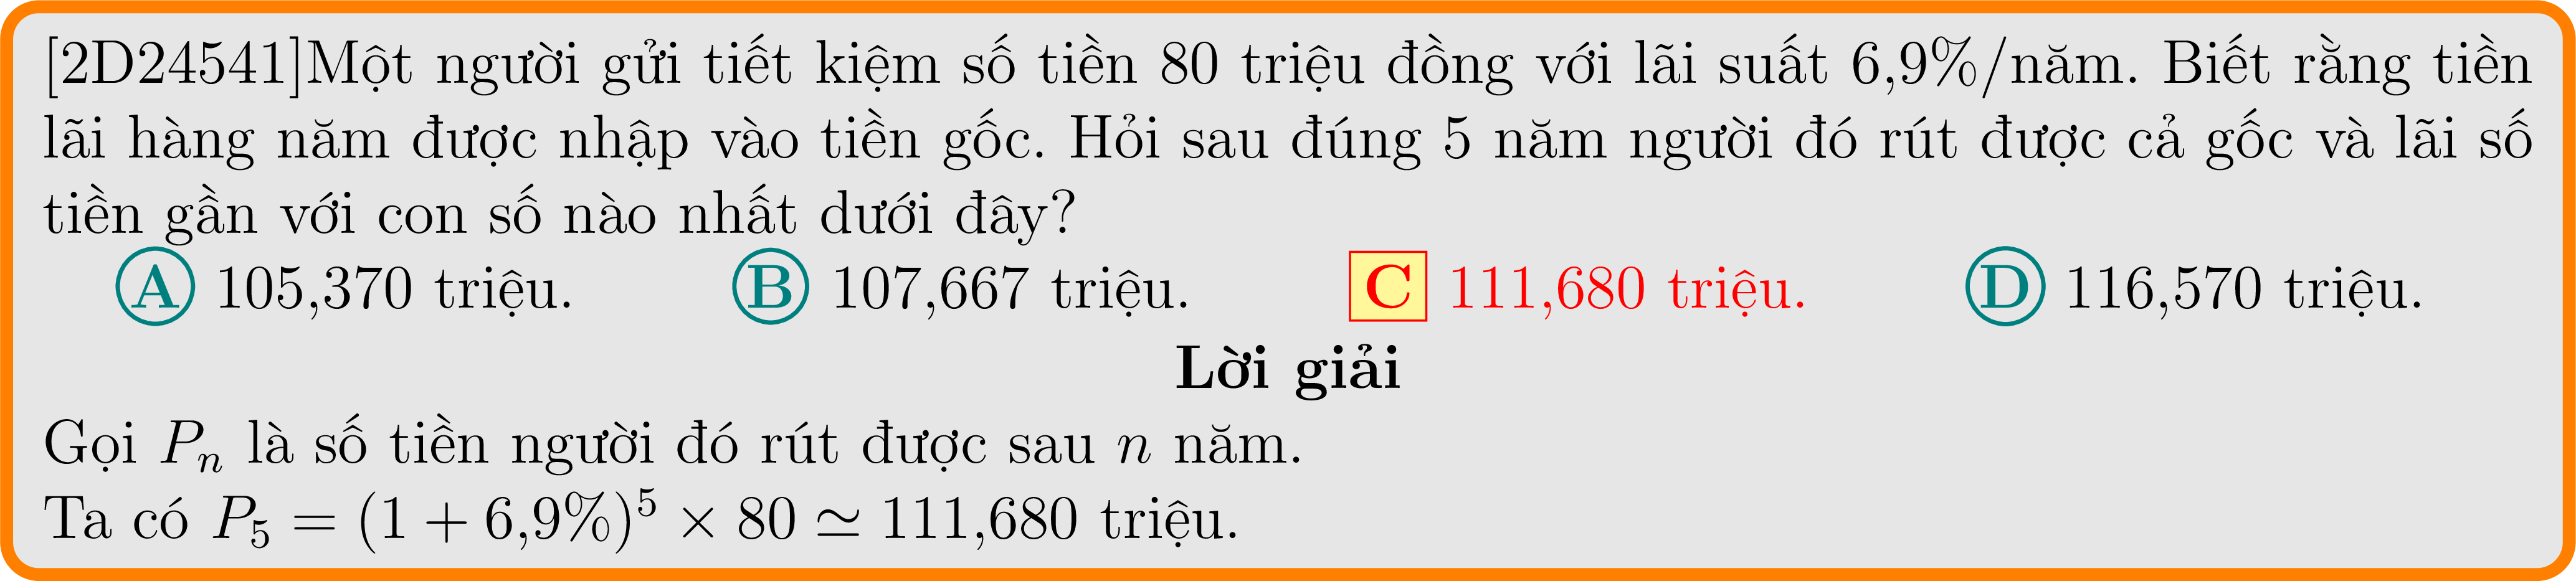 [2D24541]Một người gửi tiết kiệm số tiền 80 triệu đồng với lãi suất 6,9%/năm. Biết rằng tiền
lãi hàng năm được nhập vào tiền gốc. Hỏi sau đúng 5 năm người đó rút được cả gốc và lãi số
tiền gần với con số nào nhất dưới đây?
A 105,370 triệu. B 107,667 triệu. C 111,680 triệu. D 116,570 triệu.
Lời giải
Gọi Pₙ là số tiền người đó rút được sau n năm.
Ta có P₅ = (1 + 6,9%)⁵ × 80 ≃ 111,680 triệu.